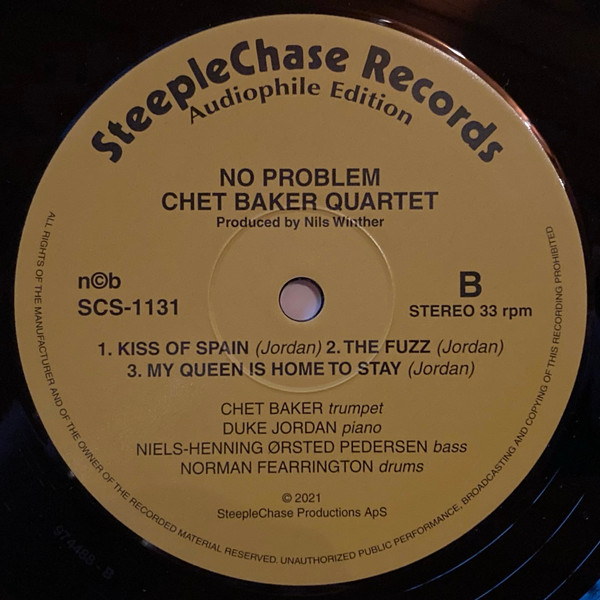 SteepleChase Records
Audiophile Edition
NO PROBLEM
CHET BAKER QUARTET
Produced by Nils Winther
n©b
SCS-1131
B
STEREO 33 rpm
1. KISS OF SPAIN (Jordan) 2. THE FUZZ (Jordan)
3. MY QUEEN IS HOME TO STAY (Jordan)
CHET BAKER trumpet
DUKE JORDAN piano
NIELS-HENNING ØRSTED PEDERSEN bass
NORMAN FEARRINGTON drums
© 2021
SteepleChase Productions ApS
ALL RIGHTS OF THE MANUFACTURER AND OF THE OWNER OF THE RECORDED MATERIAL RESERVED. UNAUTHORIZED PUBLIC PERFORMANCE, BROADCASTING AND COPYING OF THIS RECORDING PROHIBITED